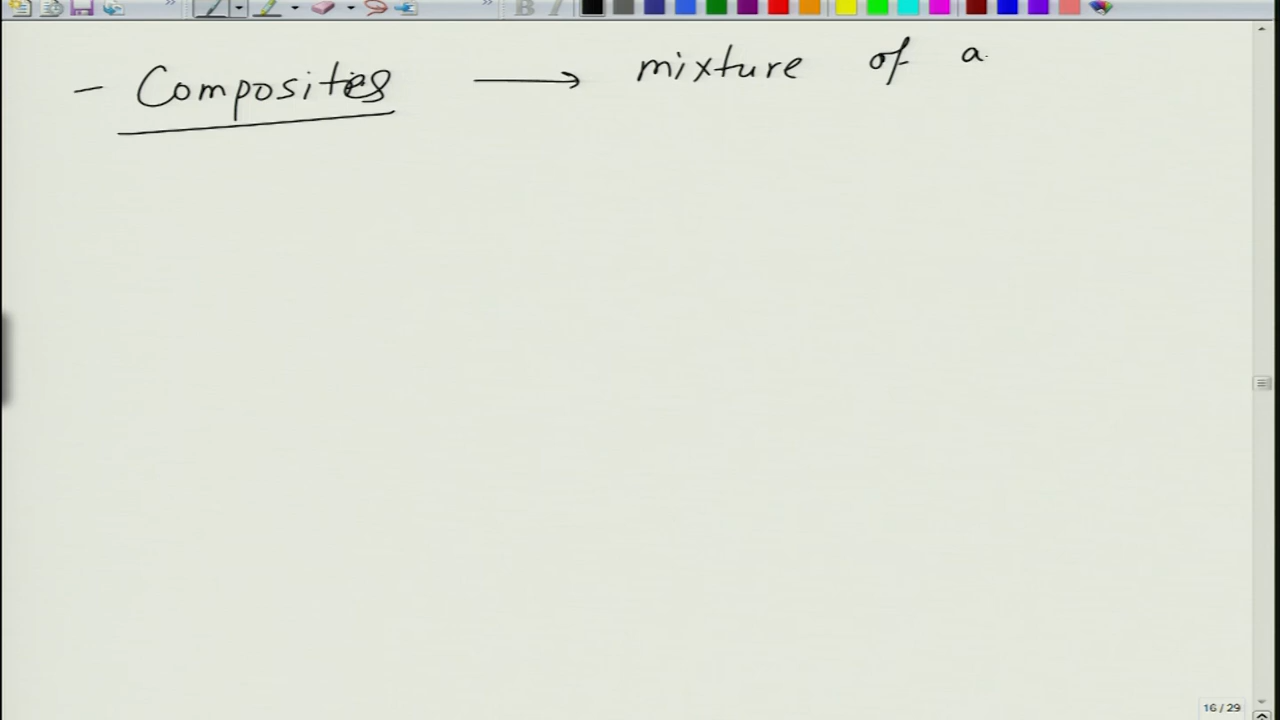 - Composites → mixture of a
B I
16 / 29